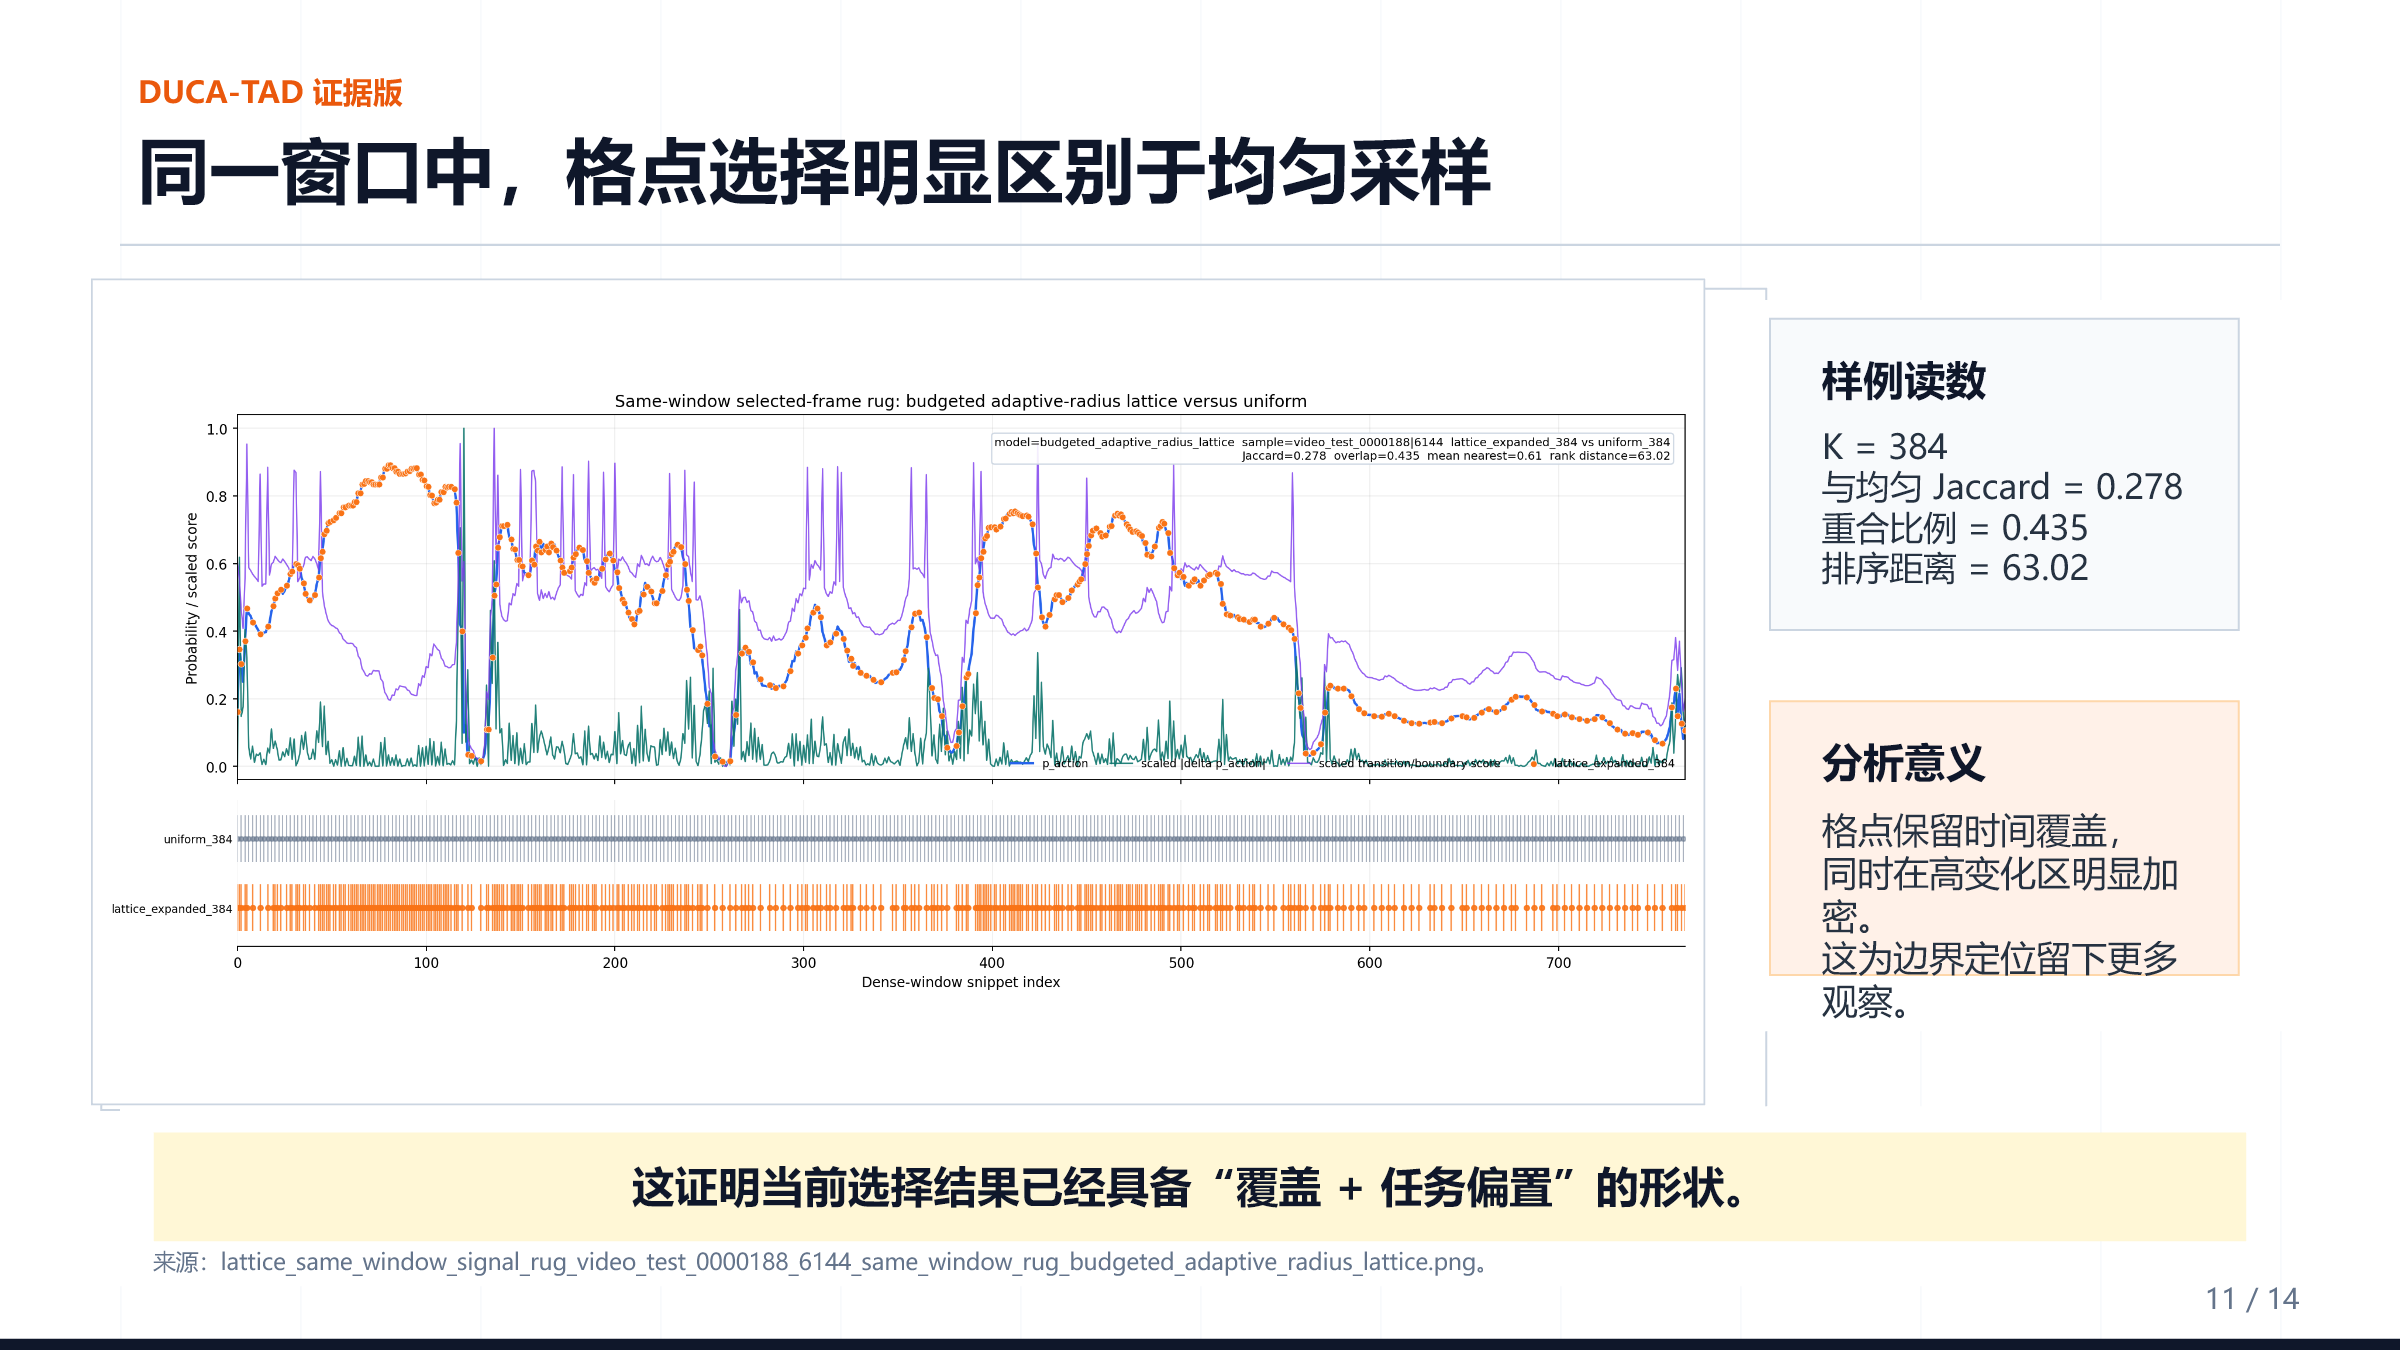 DUCA-TAD 证据版
同一窗口中，格点选择明显区别于均匀采样
Same-window selected-frame rug: budgeted adaptive-radius lattice versus uniform
model=budgeted_adaptive_radius_lattice sample=video_test_0000188|6144 lattice_expanded_384 vs uniform_384
Jaccard=0.278 overlap=0.435 mean nearest=0.61 rank distance=63.02
Probability / scaled score
1.0
0.8
0.6
0.4
0.2
0.0
p_action
scaled |delta p_action|
scaled transition/boundary score
lattice_expanded_384
uniform_384
lattice_expanded_384
0 100 200 300 400 500 600 700
Dense-window snippet index
样例读数
K = 384
与均匀 Jaccard = 0.278
重合比例 = 0.435
排序距离 = 63.02
分析意义
格点保留时间覆盖，
同时在高变化区明显加
密。
这为边界定位留下更多
观察。
这证明当前选择结果已经具备“覆盖 + 任务偏置”的形状。
来源：lattice_same_window_signal_rug_video_test_0000188_6144_same_window_rug_budgeted_adaptive_radius_lattice.png。
11 / 14